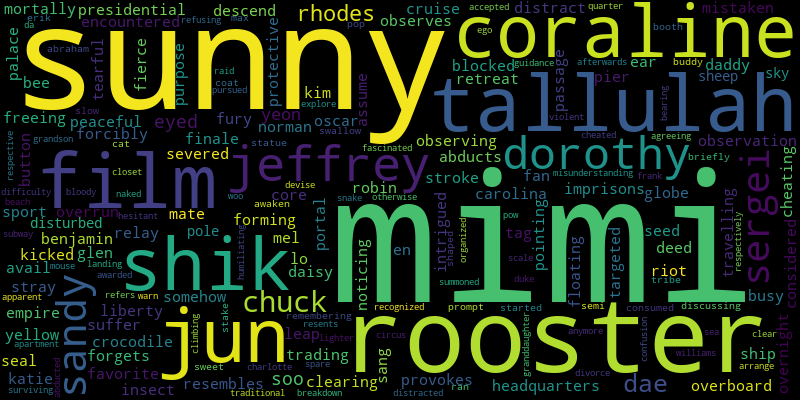 mortally presidential descend rhodes cruise accepted quarter booth mistaken
da erik refusing max pop observes distract ego buddy daddy
palace encountered sunny coraline
abraham raid coat pursued kim protective blocked ear guidance afterwards sky
bee tearful fierce purpose explore assume retreat passage pier sheep bearing
freeing slow peaceful eyed fury yeon oscar tallulah violent
respective grandson forcibly norman swallow observing cheated agreeing observation
button cat finale statue fascinated abducts dorothy briefly
closet severed jeffrey stroke fan misunderstanding cheating
difficulty bloody naked film devise robin otherwise carolina imprisons frank globe sergei
beach overrun woo core snake
sport mate awaken portal intrigued pow tag seed considered
disturbed forming pole mel noticing en shaped organized pointing floating targeted deed travelling respectively
subway benjamin glen relay lo scale riot
kicked hesitant shik humiliating daisy mimi
avail mouse landing summoned duke tribe
stray awarded somehow busy
apparent refers warn liberty chuck remembering recognized prompt started semi consumed discussing
empire suffer stake resents rooster anymore sea clear
yellow apartment crocodile climbing jun leap fighter circus confusion williams arrange
seal sandy forgets trading sang granddaughter ship
katie favorite sweet charlotte spare soo clearing provokes divorce overnight
surviving abducted insect resembles breakdown distracted ran headquarters dae overboard
traditional